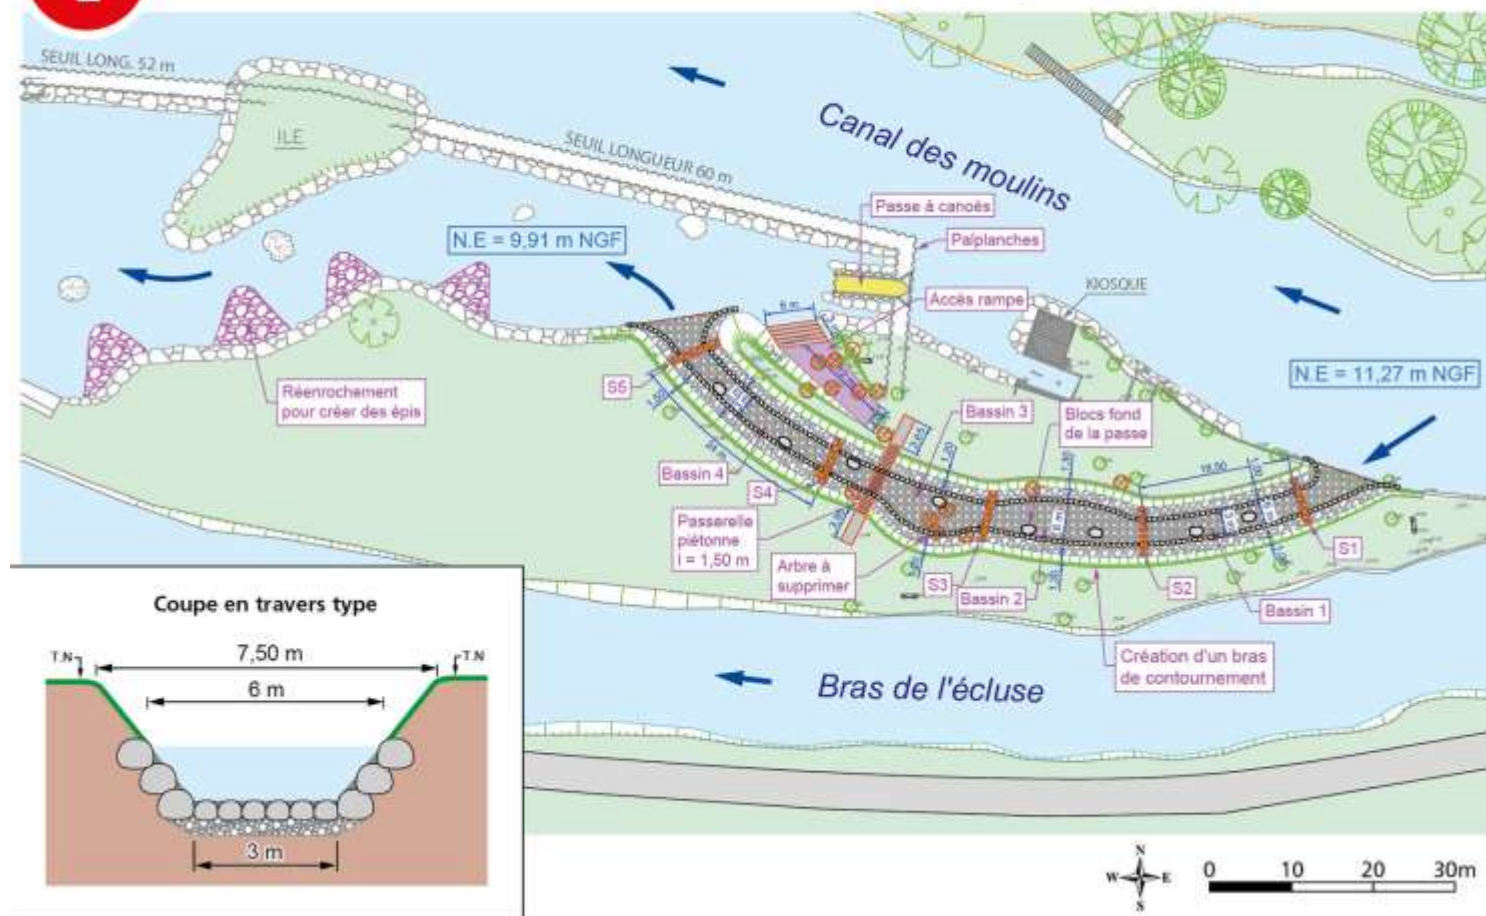 SEUIL LONG. 52 m
ILE
SEUIL LONGUEUR 60 m
Canal des moulins
Passe à canoës
Palplanches
N.E = 9,91 m NGF
Accès rampe
KIOSQUE
6 m
N.E = 11,27 m NGF
Réenrochement
pour créer des épis
S5
Bassin 3
Blocs fond
de la passe
Bassin 4
S4
18,00
Passerelle
piétonne
l = 1,50 m
Arbre à
supprimer
S3
Bassin 2
S2
S1
Bassin 1
Création d'un bras
de contournement
Bras de l'écluse
Coupe en travers type
T.N
7,50 m
T.N
6 m
3 m
N
W
E
S
0
10
20
30m